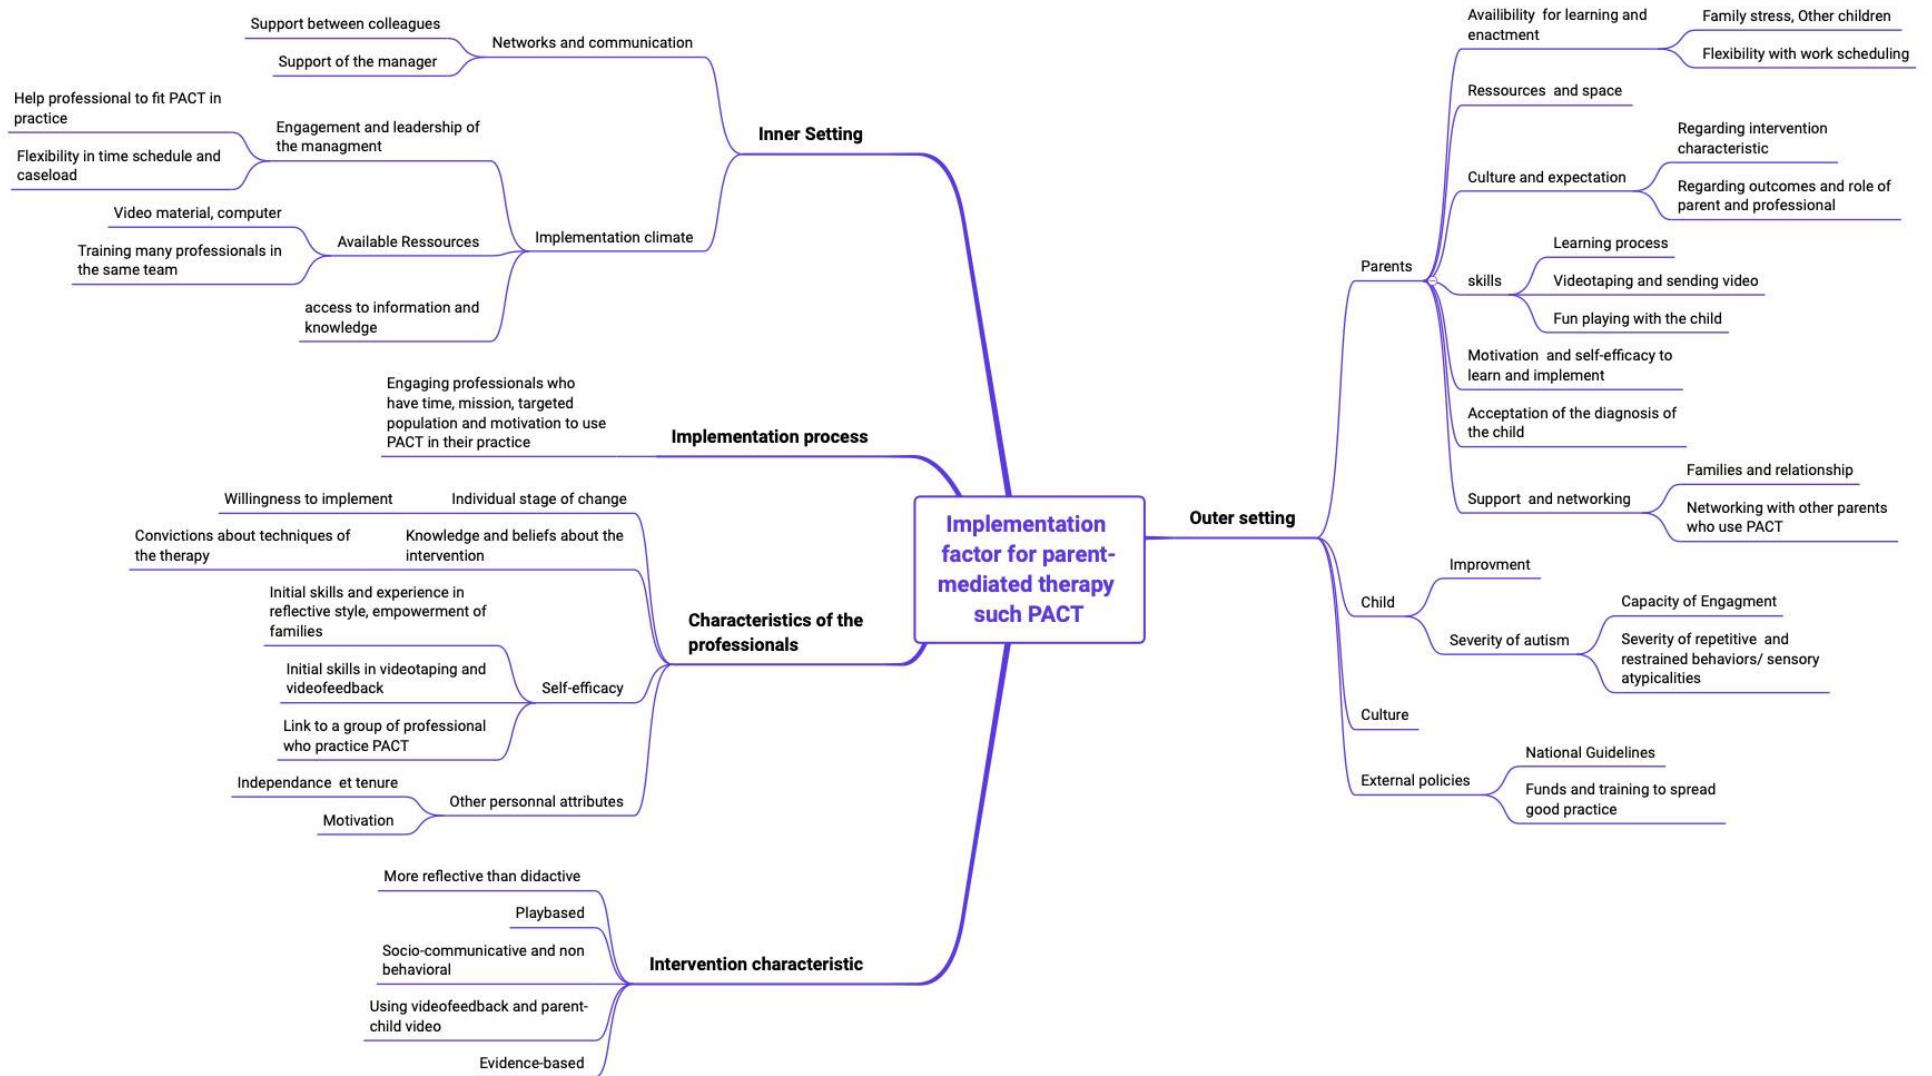 Support between colleagues
Networks and communication
Support of the manager
Help professional to fit PACT in
practice
Engagement and leadership of
the managment
Flexibility in time schedule and
caseload
Inner Setting
Video material, computer
Available Ressources
Training many professionals in
the same team
Implementation climate
access to information and
knowledge
Engaging professionals who
have time, mission, targeted
population and motivation to use
PACT in their practice
Implementation process
Willingness to implement
Individual stage of change
Convictions about techniques of
the therapy
Knowledge and beliefs about the
intervention
Initial skills and experience in
reflective style, empowerment of
families
Initial skills in videotaping and
videofeedback
Self-efficacy
Link to a group of professional
who practice PACT
Characteristics of the
professionals
Independance et tenure
Other personnal attributes
Motivation
More reflective than didactive
Playbased
Socio-communicative and non
behavioral
Intervention characteristic
Using videofeedback and parent-
child video
Evidence-based
Implementation
factor for parent-
mediated therapy
such PACT
Outer setting
Parents
Availibility for learning and
enactment
Family stress, Other children
Flexibility with work scheduling
Ressources and space
Culture and expectation
Regarding intervention
characteristic
Regarding outcomes and role of
parent and professional
skills
Learning process
Videotaping and sending video
Fun playing with the child
Motivation and self-efficacy to
learn and implement
Acceptation of the diagnosis of
the child
Support and networking
Families and relationship
Networking with other parents
who use PACT
Child
Improvment
Severity of autism
Capacity of Engagment
Severity of repetitive and
restrained behaviors/ sensory
atypicalities
Culture
External policies
National Guidelines
Funds and training to spread
good practice